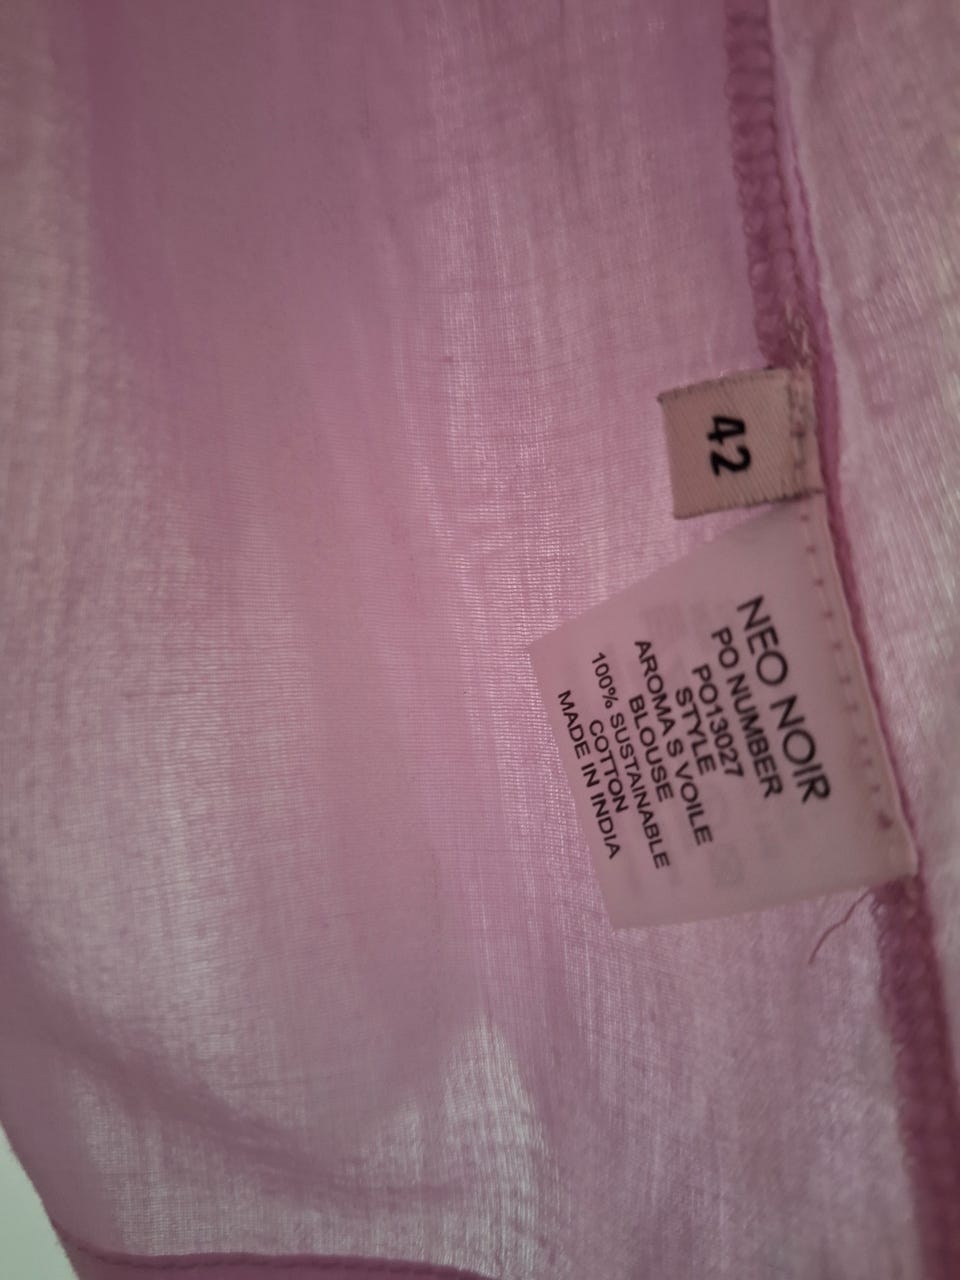 42
NEO NOIR
PO NUMBER
PO13027
STYLE
AROMA S VOILE
BLOUSE
100% SUSTAINABLE
COTTON
MADE IN INDIA